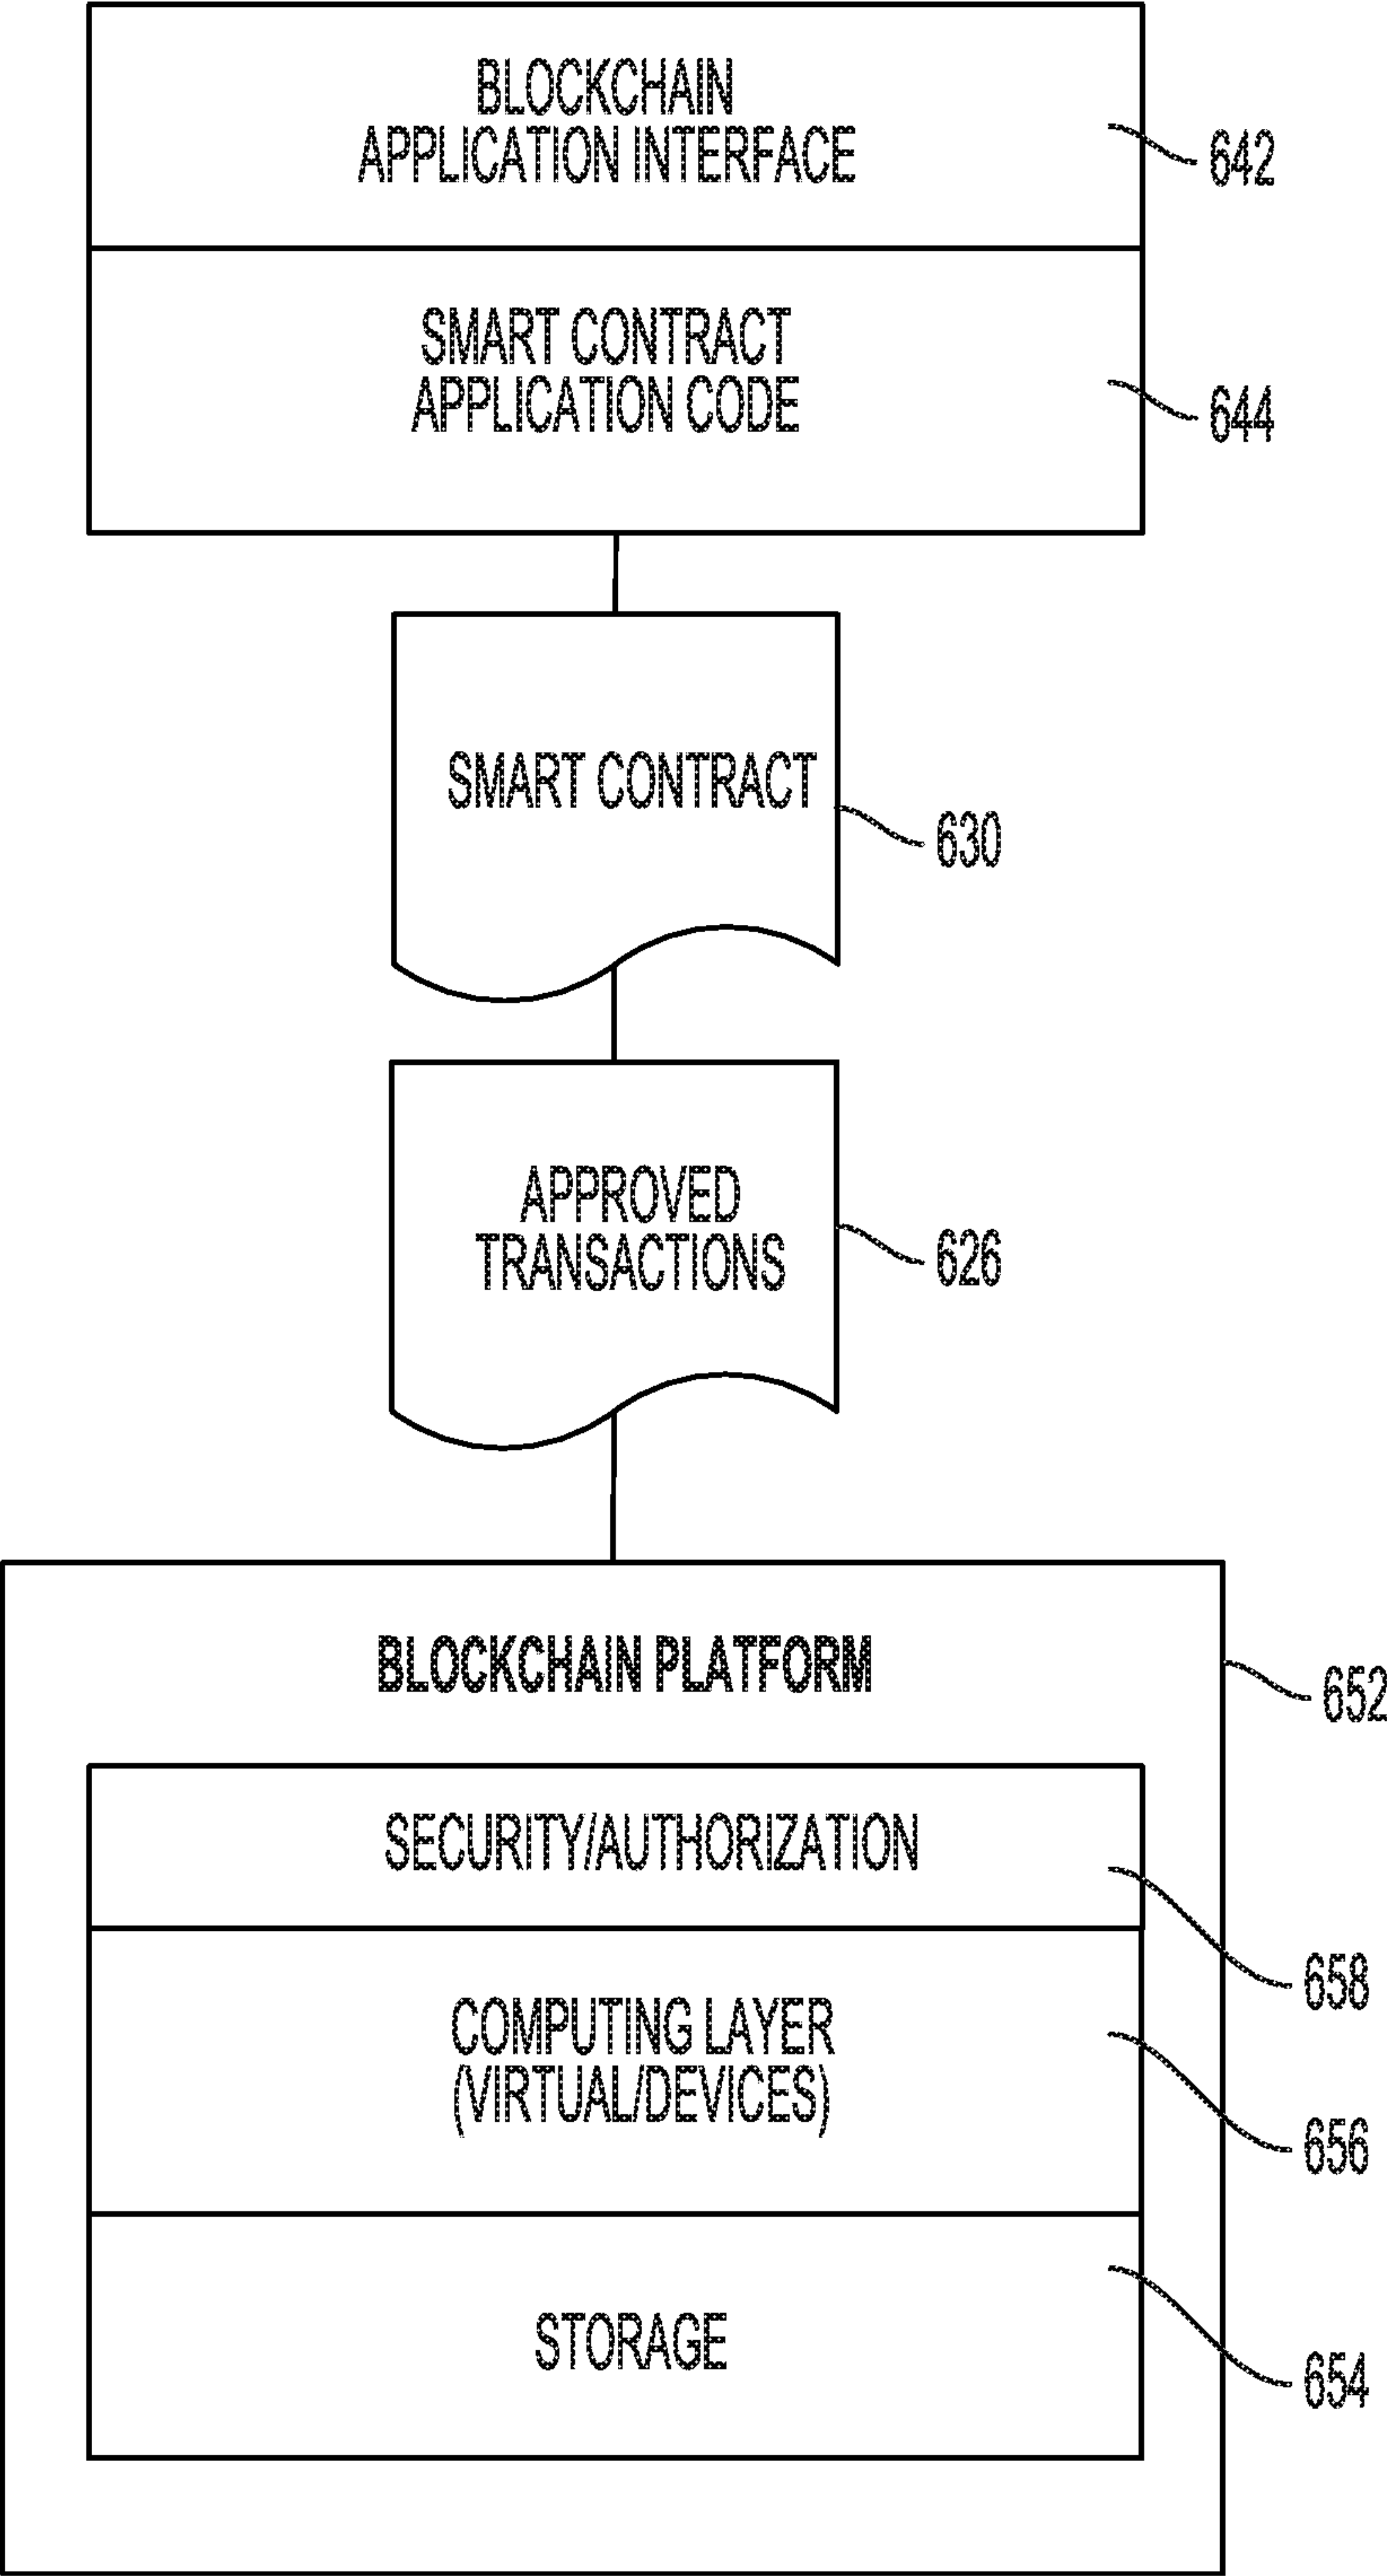 BLOCKCHAIN
APPLICATION INTERFACE
642
SMART CONTRACT
APPLICATION CODE
644
SMART CONTRACT
630
APPROVED
TRANSACTIONS
626
BLOCKCHAIN PLATFORM
652
SECURITY/AUTHORIZATION
658
COMPUTING LAYER
(VIRTUAL/DEVICES)
656
STORAGE
654